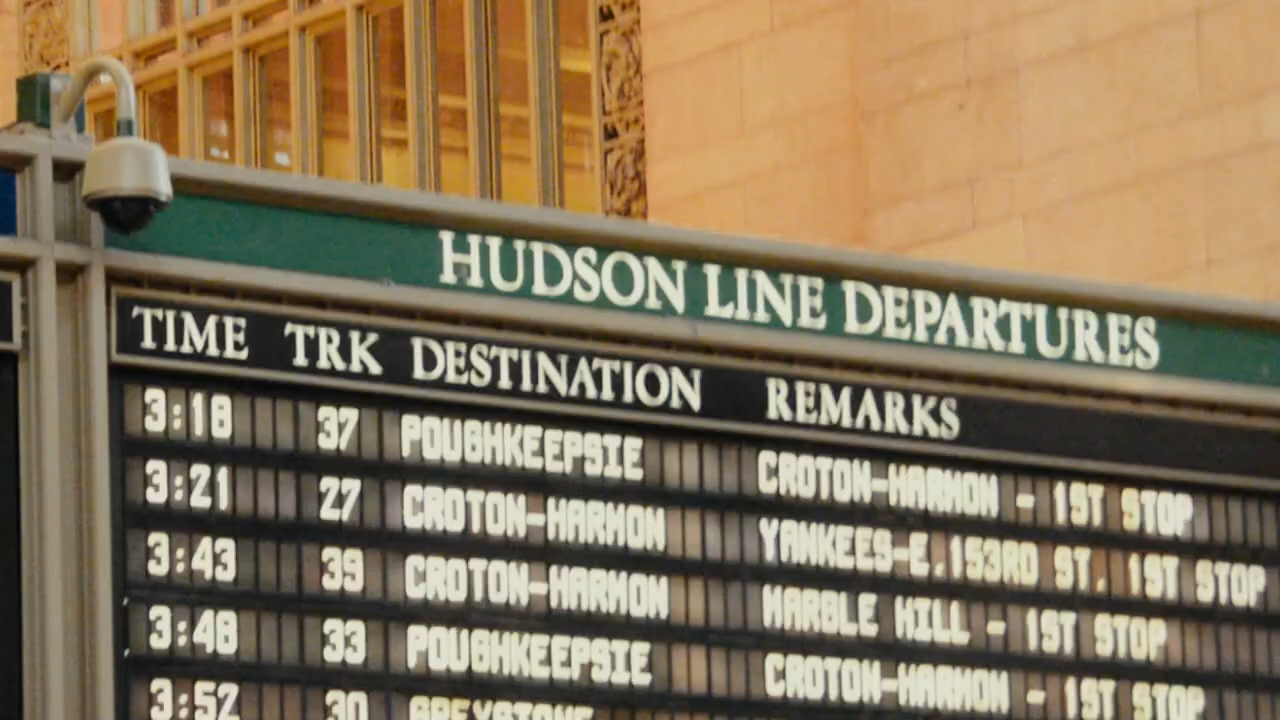 HUDSON LINE DEPARTURES
TIME TRK DESTINATION REMARKS
3:18 37 POUGHKEEPSIE CROTON-HARMON - 1ST STOP
3:21 27 CROTON-HARMON YANKEES-E.153RD ST. 1ST STOP
3:43 39 CROTON-HARMON MARBLE HILL - 1ST STOP
3:48 33 POUGHKEEPSIE CROTON-HARMON - 1ST STOP
3:52 30 GREYSTONE